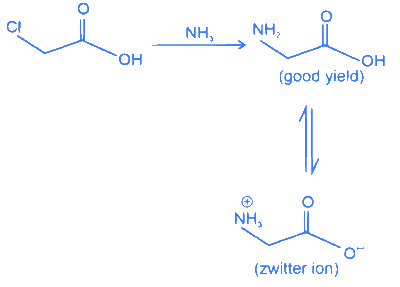 Cl
O
OH
NH₃
NH₂
O
OH
(good yield)
⊕
NH₃
O
O⁻
(zwitter ion)